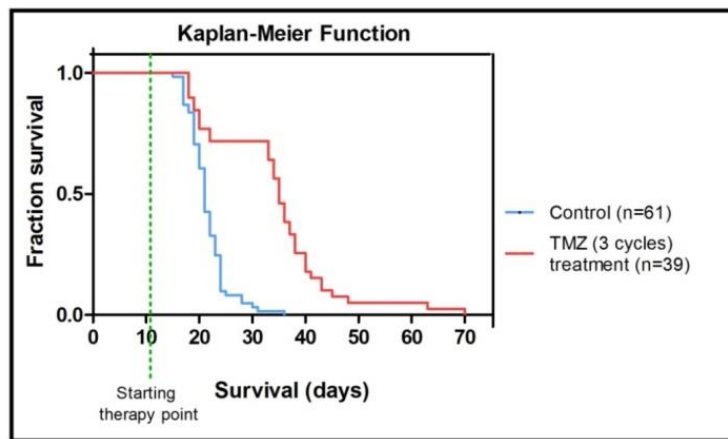 Kaplan-Meier Function
Fraction survival
1.0
0.5
0.0
0 10 20 30 40 50 60 70
Survival (days)
Starting
therapy point
Control (n=61)
TMZ (3 cycles)
treatment (n=39)